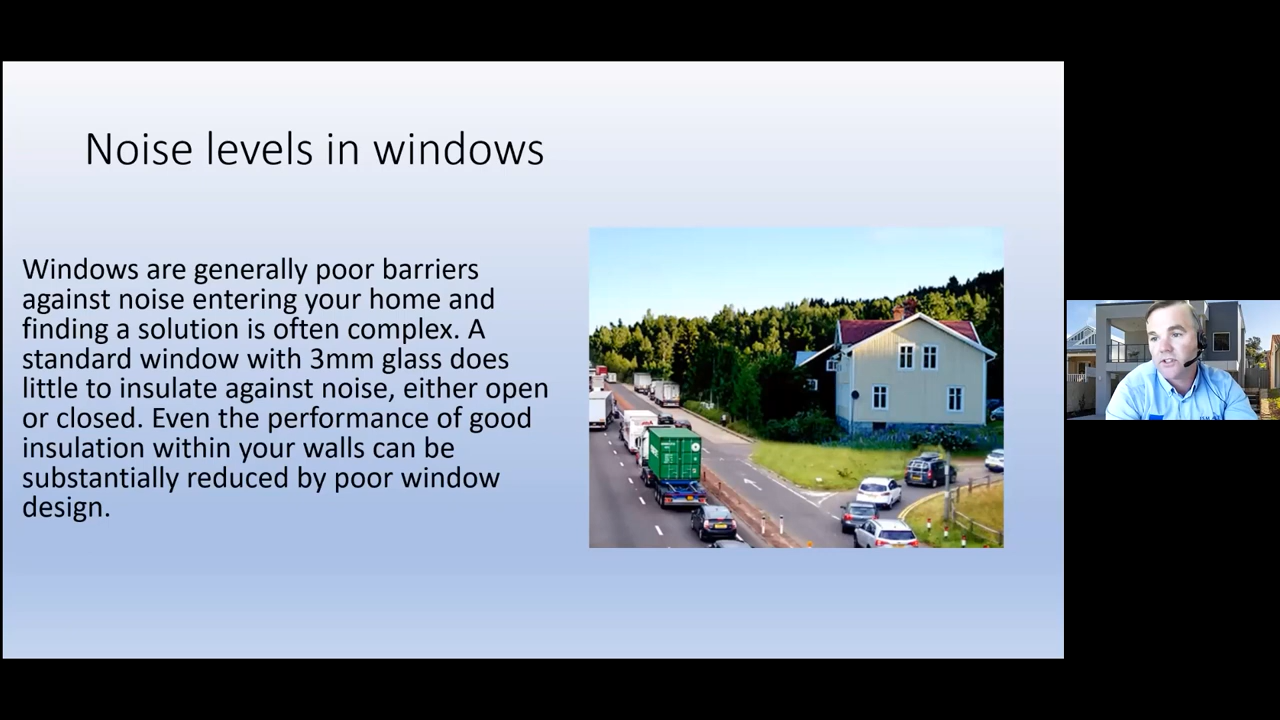 Noise levels in windows
Windows are generally poor barriers
against noise entering your home and
finding a solution is often complex. A
standard window with 3mm glass does
little to insulate against noise, either open
or closed. Even the performance of good
insulation within your walls can be
substantially reduced by poor window
design.